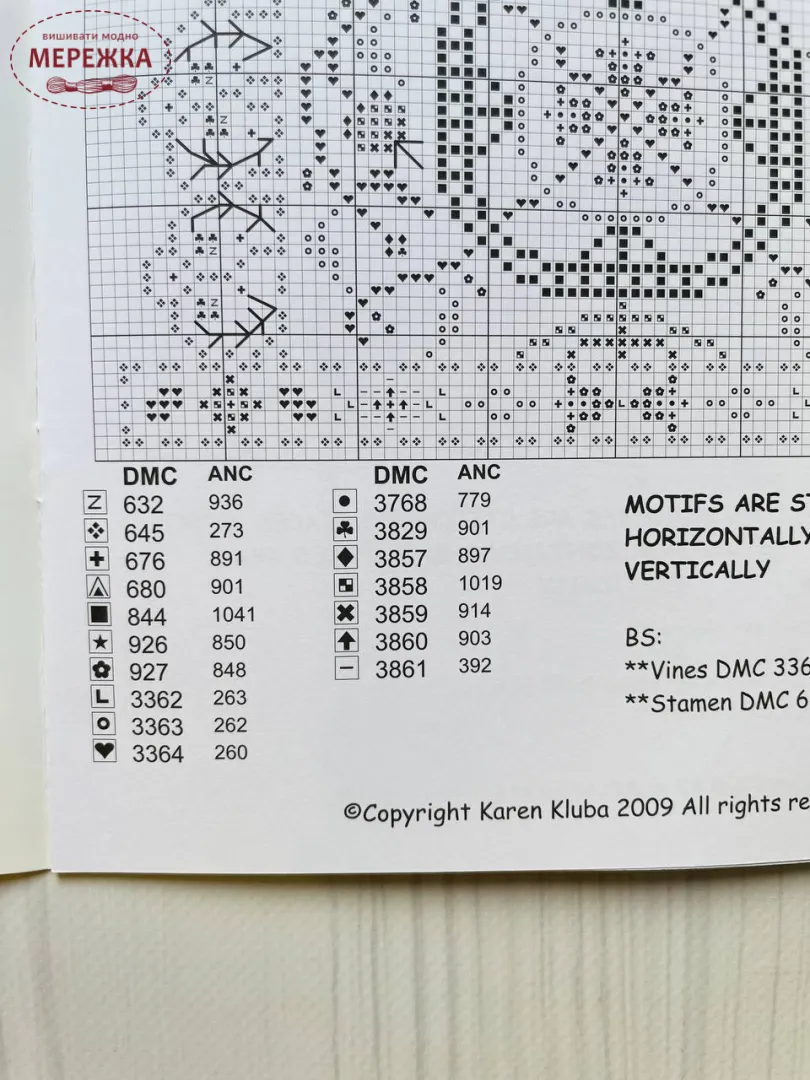 вишивати модно
МЕРЕЖКА
DMC ANC
632 936
645 273
676 891
680 901
844 1041
926 850
927 848
3362 263
3363 262
3364 260
DMC ANC
3768 779
3829 901
3857 897
3858 1019
3859 914
3860 903
3861 392
MOTIFS ARE
HORIZONTALLY
VERTICALLY
BS:
**Vines DMC 336
**Stamen DMC 6
©Copyright Karen Kluba 2009 All rights re